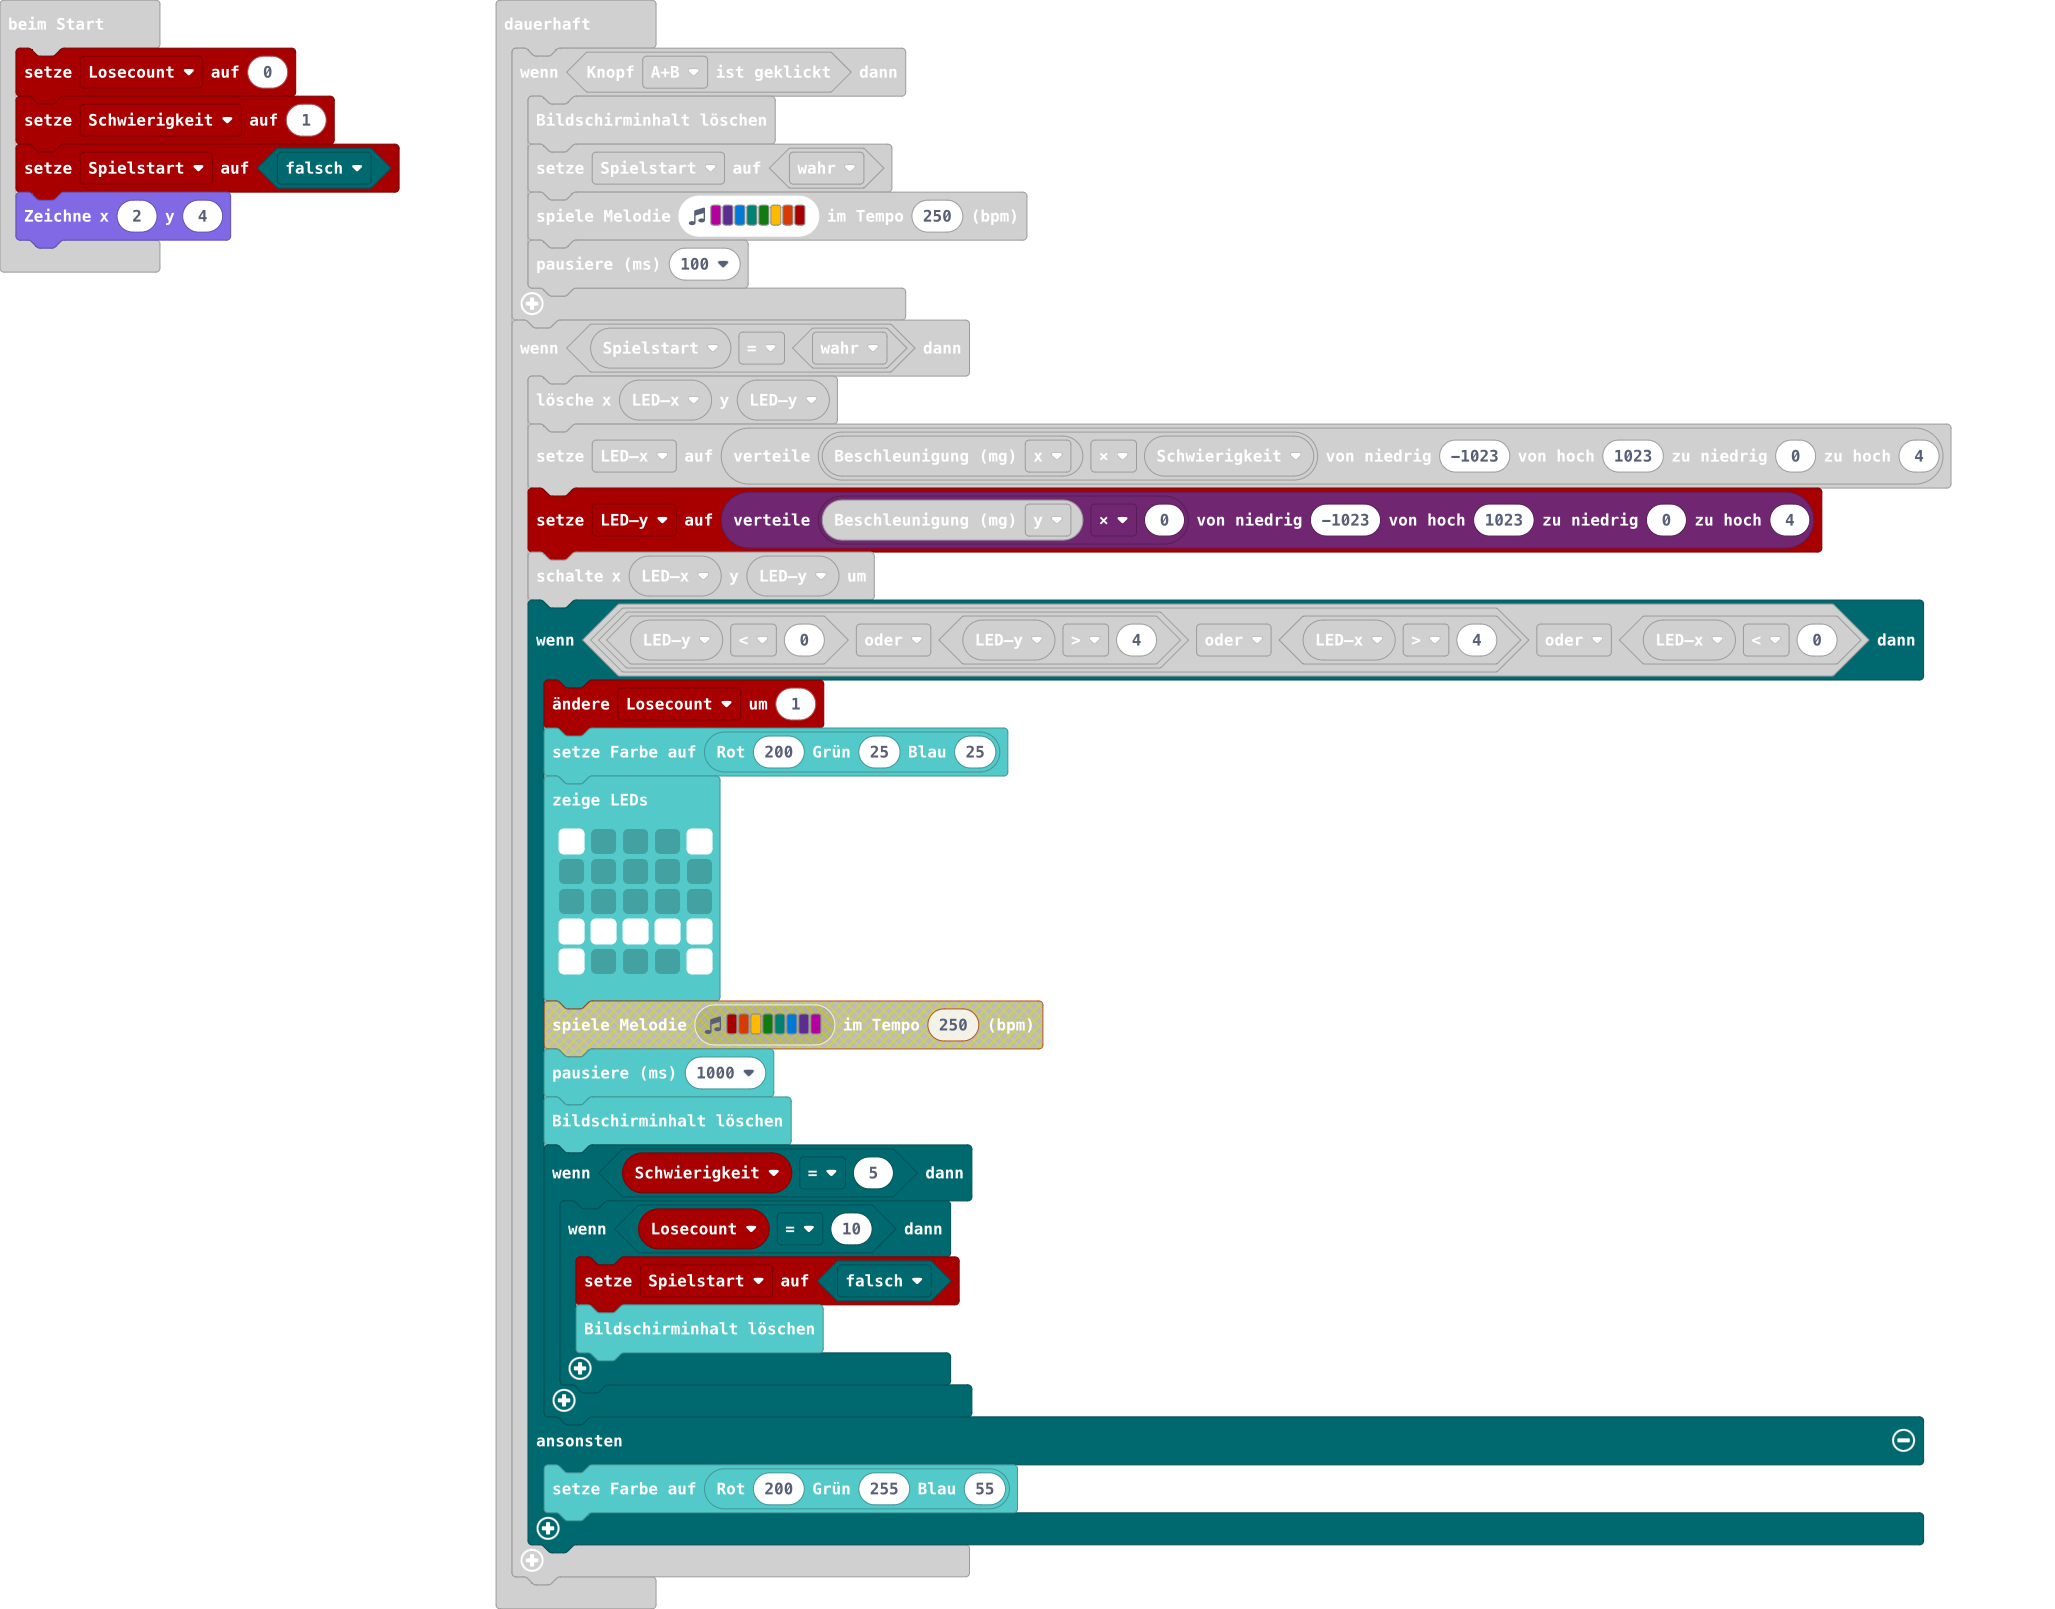 beim Start
setze Losecount auf 0
setze Schwierigkeit auf 1
setze Spielstart auf falsch
Zeichne x 2 y 4
dauerhaft
wenn Knopf A+B ist geklickt dann
Bildschirminhalt löschen
setze Spielstart auf wahr
spiele Melodie im Tempo 250 (bpm)
pausiere (ms) 100
wenn Spielstart = wahr dann
lösche x LED-x y LED-y
setze LED-x auf verteile Beschleunigung (mg) x × Schwierigkeit von niedrig -1023 von hoch 1023 zu niedrig 0 zu hoch 4
setze LED-y auf verteile Beschleunigung (mg) y × 0 von niedrig -1023 von hoch 1023 zu niedrig 0 zu hoch 4
schalte x LED-x y LED-y um
wenn LED-y < 0 oder LED-y > 4 oder LED-x > 4 oder LED-x < 0 dann
ändere Losecount um 1
setze Farbe auf Rot 200 Grün 25 Blau 25
zeige LEDs
spiele Melodie im Tempo 250 (bpm)
pausiere (ms) 1000
Bildschirminhalt löschen
wenn Schwierigkeit = 5 dann
wenn Losecount = 10 dann
setze Spielstart auf falsch
Bildschirminhalt löschen
ansonsten
setze Farbe auf Rot 200 Grün 255 Blau 55